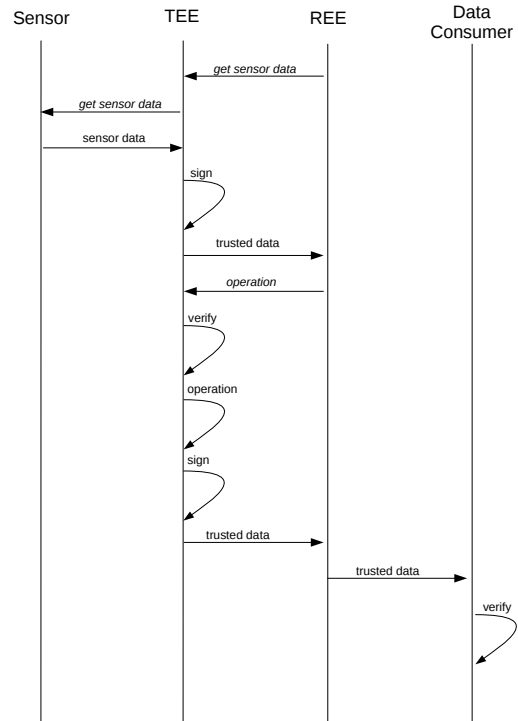 Sensor
TEE
REE
Data
Consumer
get sensor data
get sensor data
sensor data
sign
trusted data
operation
verify
operation
sign
trusted data
trusted data
verify